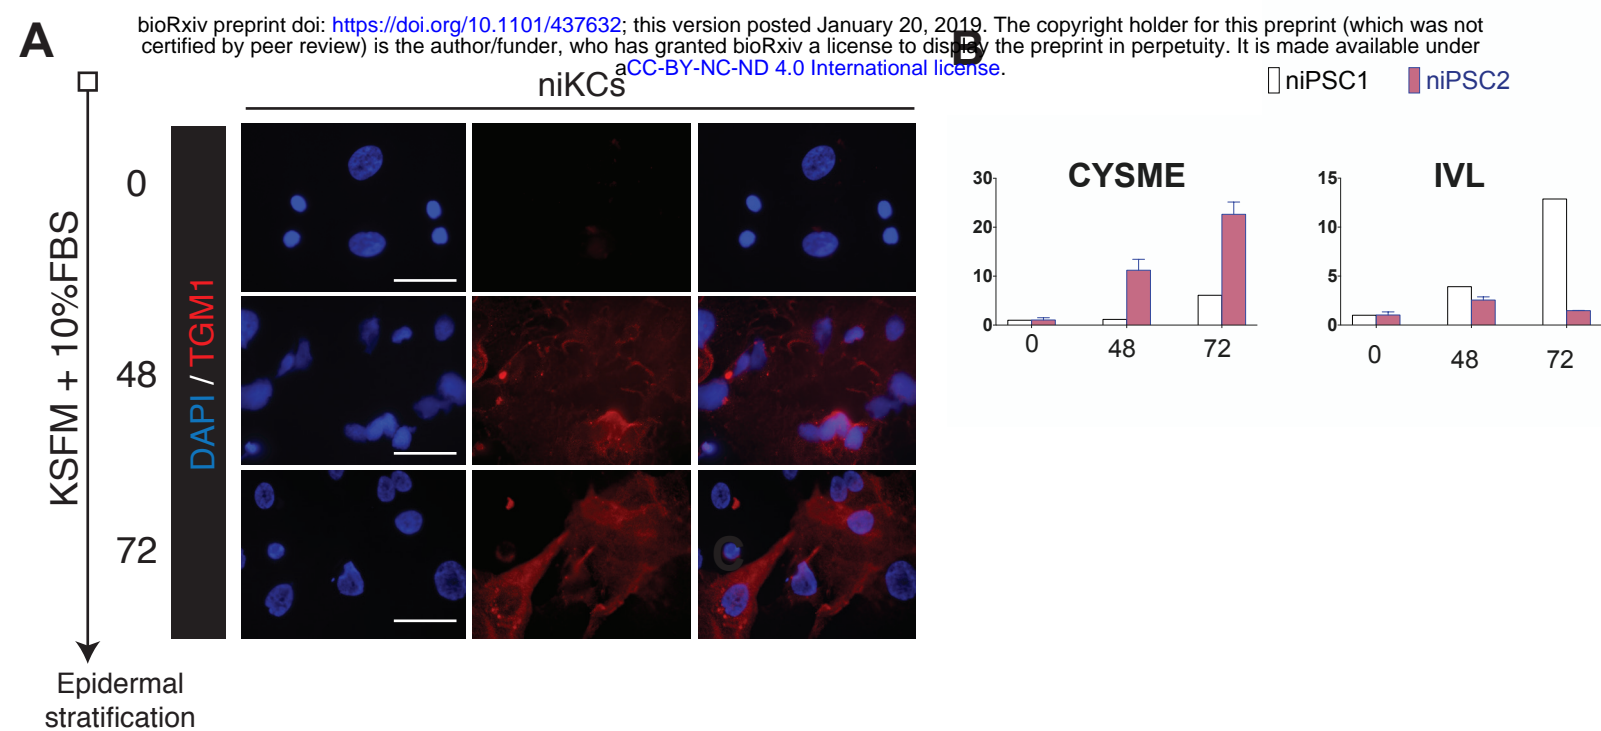 bioRxiv preprint doi: https://doi.org/10.1101/437632; this version posted January 20, 2019. The copyright holder for this preprint (which was not
certified by peer review) is the author/funder, who has granted bioRxiv a license to display the preprint in perpetuity. It is made available under
aCC-BY-NC-ND 4.0 International license.
A
niKCs
KSFM + 10%FBS
0
48
72
DAPI / TGM1
C
Epidermal
stratification
B
niPSC1 niPSC2
CYSME
30
20
10
0
0 48 72
IVL
15
10
5
0
0 48 72